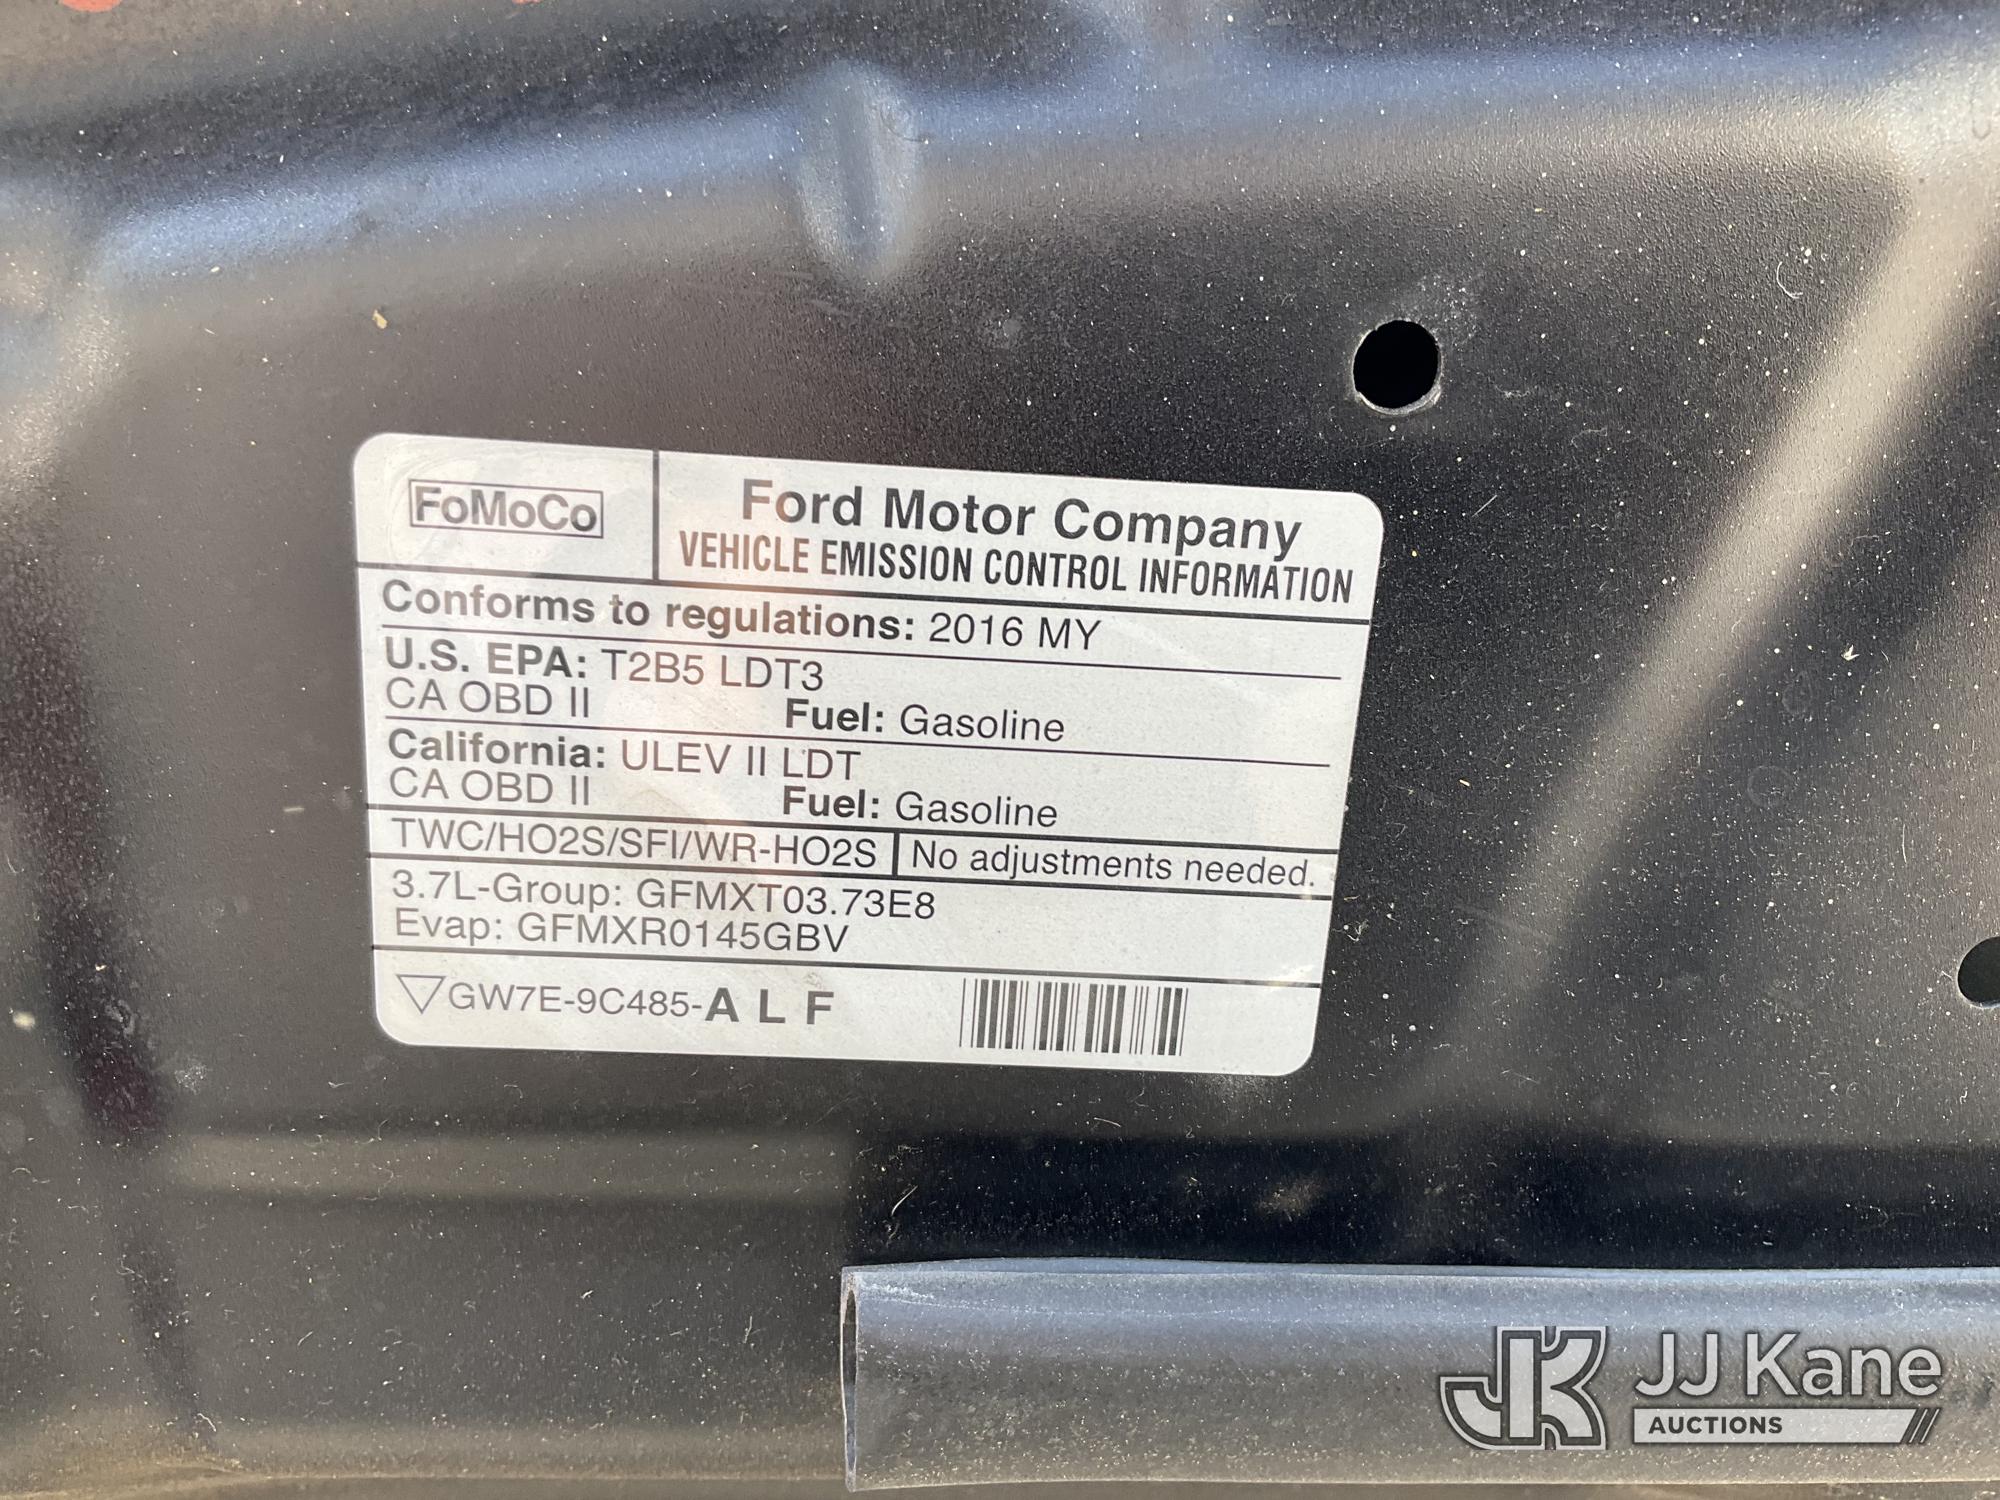 FoMoCo
Ford Motor Company
VEHICLE EMISSION CONTROL INFORMATION
Conforms to regulations: 2016 MY
U.S. EPA: T2B5 LDT3
CA OBD II Fuel: Gasoline
California: ULEV II LDT
CA OBD II Fuel: Gasoline
TWC/HO2S/SFI/WR-HO2S No adjustments needed.
3.7L-Group: GFMXT03.73E8
Evap: GFMXR0145GBV
GW7E-9C485-A L F
JK JJ Kane
AUCTIONS